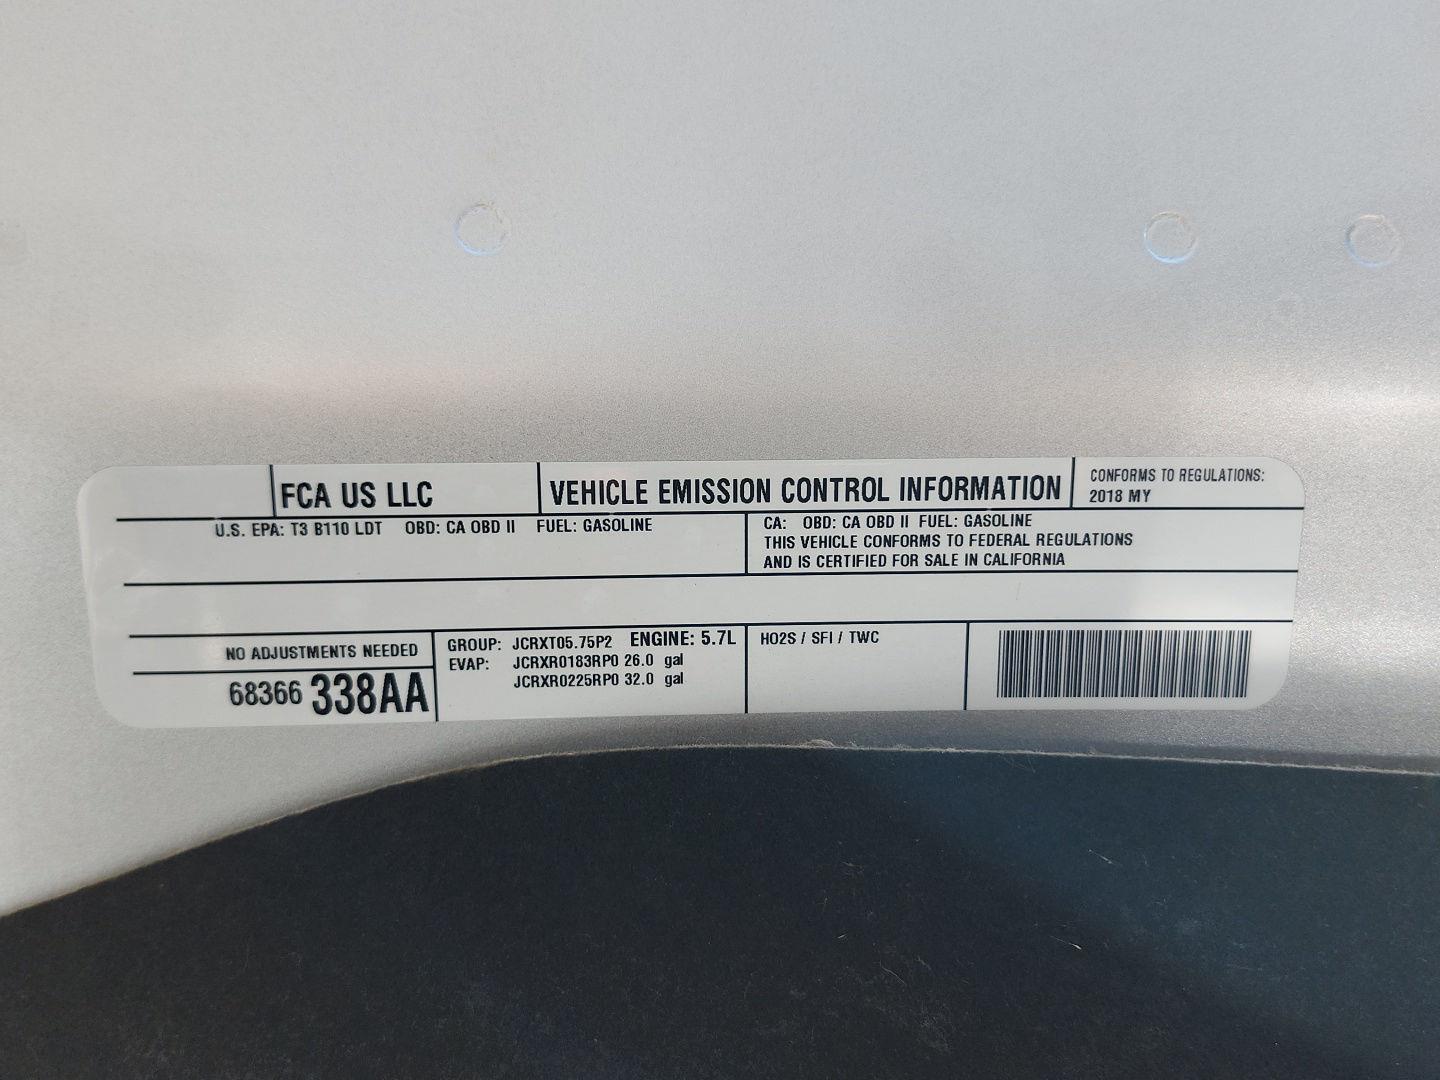 FCA US LLC
VEHICLE EMISSION CONTROL INFORMATION
CONFORMS TO REGULATIONS:
2018 MY
U.S. EPA: T3 B110 LDT OBD: CA OBD II FUEL: GASOLINE
CA: OBD: CA OBD II FUEL: GASOLINE
THIS VEHICLE CONFORMS TO FEDERAL REGULATIONS
AND IS CERTIFIED FOR SALE IN CALIFORNIA
NO ADJUSTMENTS NEEDED
68366 338AA
GROUP: JCRXT05.75P2 ENGINE: 5.7L
EVAP: JCRXR0183RP0 26.0 gal
JCRXR0225RP0 32.0 gal
HO2S / SFI / TWC